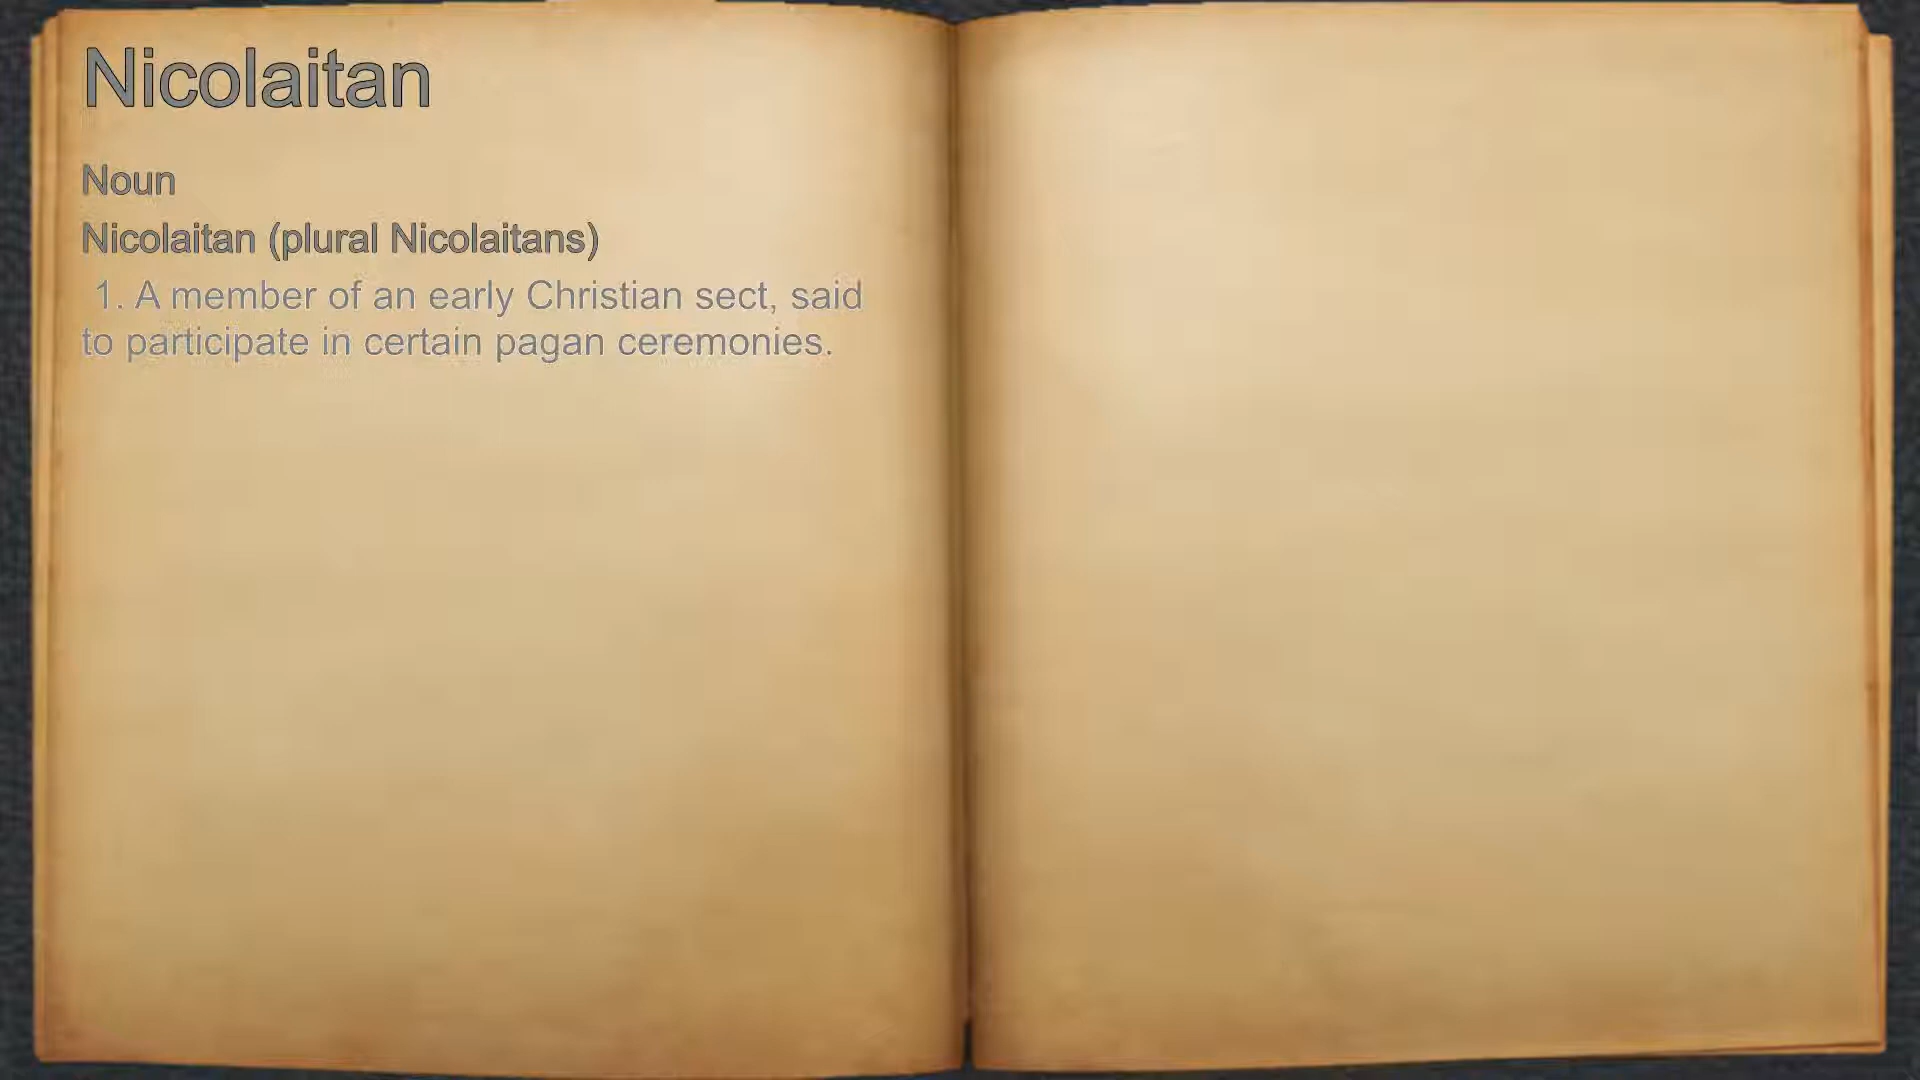 Nicolaitan
Noun
Nicolaitan (plural Nicolaitans)
1. A member of an early Christian sect, said
to participate in certain pagan ceremonies.